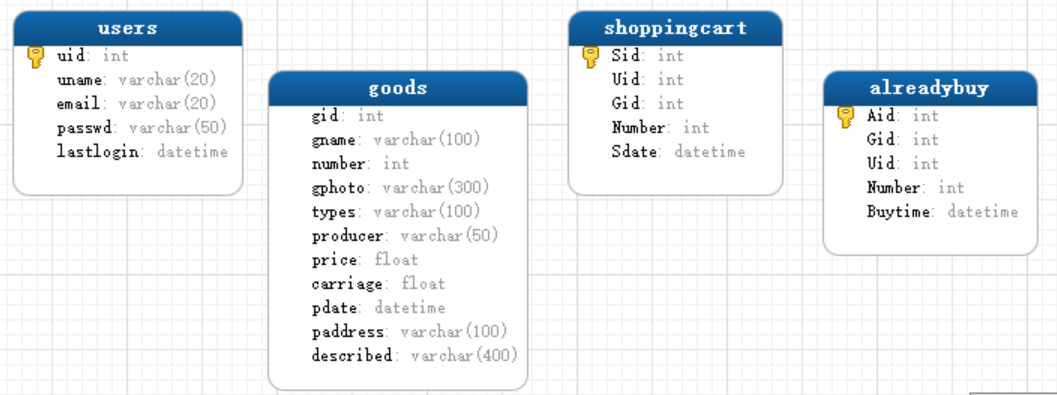 users
uid: int
uname: varchar(20)
email: varchar(20)
passwd: varchar(50)
lastlogin: datetime
goods
gid: int
gname: varchar(100)
number: int
gphoto: varchar(300)
types: varchar(100)
producer: varchar(50)
price: float
carriage: float
pdate: datetime
paddress: varchar(100)
described: varchar(400)
shoppingcart
Sid: int
Uid: int
Gid: int
Number: int
Sdate: datetime
alreadybuy
Aid: int
Gid: int
Uid: int
Number: int
Buytime: datetime